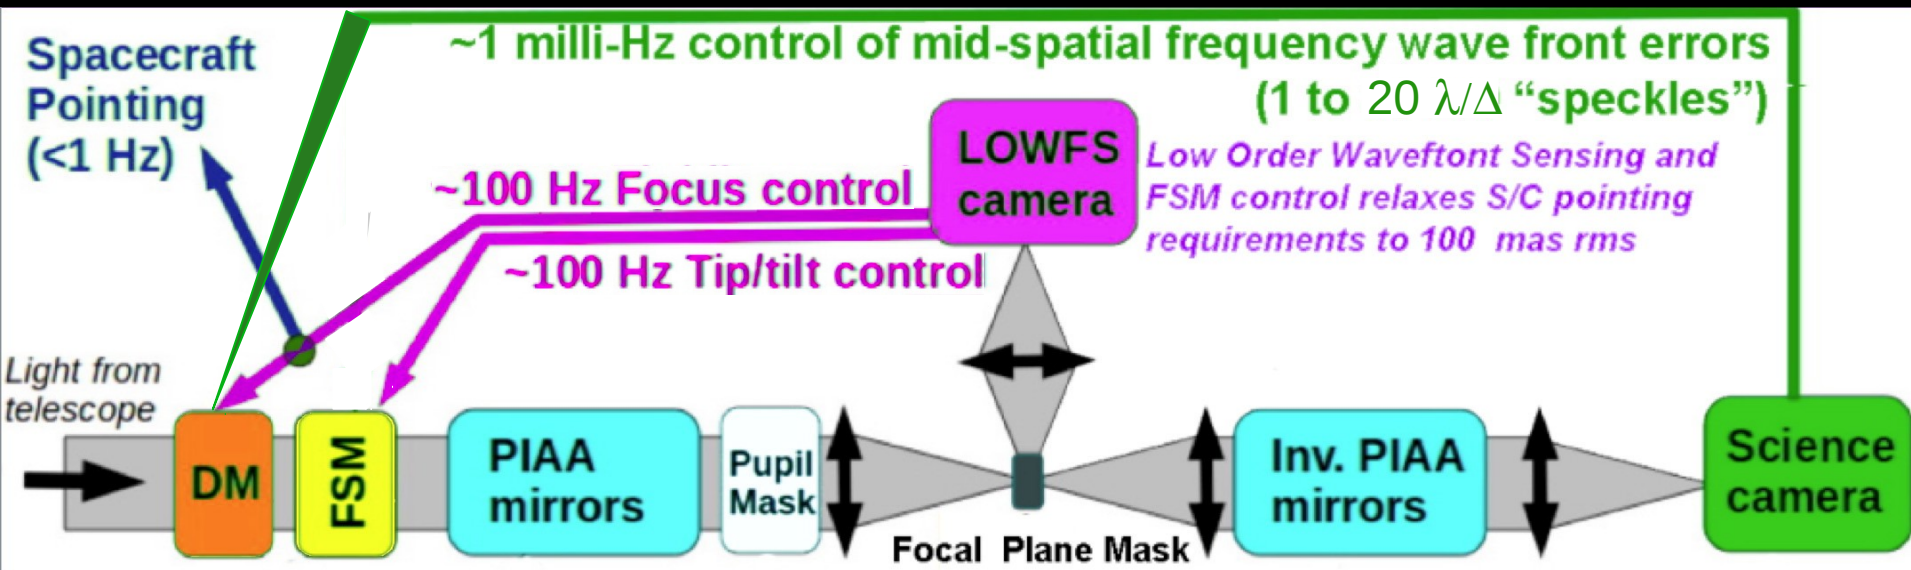 Spacecraft
Pointing
(<1 Hz)
~1 milli-Hz control of mid-spatial frequency wave front errors
(1 to 20 λ/Δ “speckles”)
LOWFS
camera
Low Order Waveftont Sensing and
FSM control relaxes S/C pointing
requirements to 100 mas rms
~100 Hz Focus control
~100 Hz Tip/tilt control
Light from
telescope
DM
FSM
PIAA
mirrors
Pupil
Mask
Focal Plane Mask
Inv. PIAA
mirrors
Science
camera